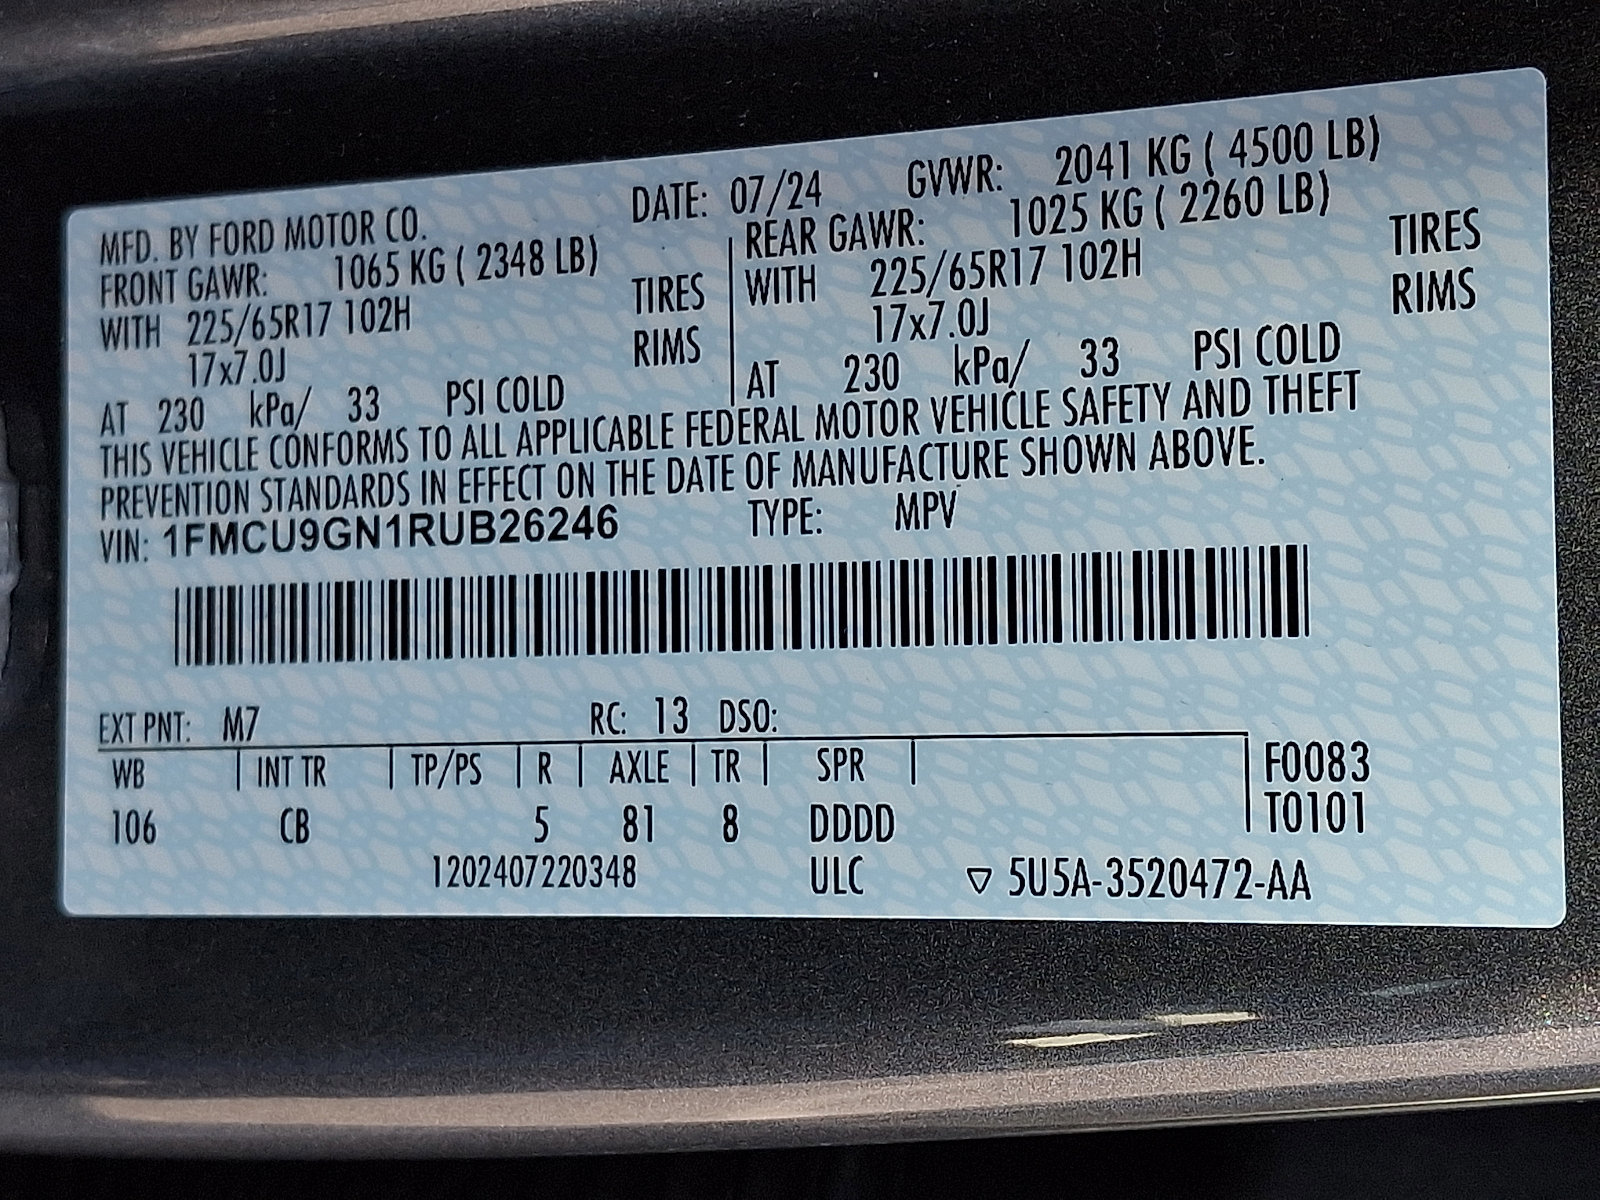 MFD. BY FORD MOTOR CO. DATE: 07/24 GVWR: 2041 KG ( 4500 LB)
FRONT GAWR: 1065 KG ( 2348 LB) REAR GAWR: 1025 KG ( 2260 LB)
WITH 225/65R17 102H TIRES WITH 225/65R17 102H TIRES
17x7.0J RIMS 17x7.0J RIMS
AT 230 kPa/ 33 PSI COLD AT 230 kPa/ 33 PSI COLD
THIS VEHICLE CONFORMS TO ALL APPLICABLE FEDERAL MOTOR VEHICLE SAFETY AND THEFT
PREVENTION STANDARDS IN EFFECT ON THE DATE OF MANUFACTURE SHOWN ABOVE.
VIN: 1FMCU9GN1RUB26246 TYPE: MPV
EXT PNT: M7 RC: 13 DSO:
WB INT TR TP/PS R AXLE TR SPR F0083
106 CB 5 81 8 DDDD T0101
1202407220348 ULC ▽ 5U5A-3520472-AA